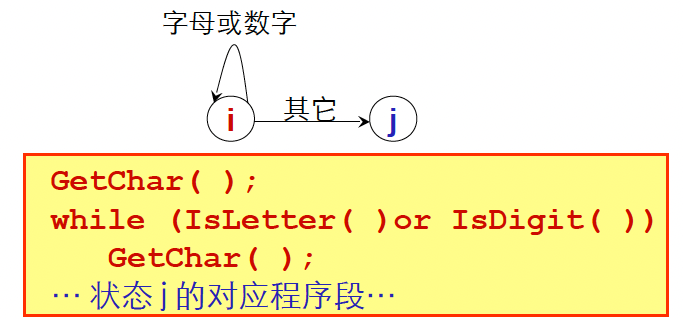 字母或数字
i 其它 j
GetChar( );
while (IsLetter( )or IsDigit( ))
GetChar( );
…状态j的对应程序段…